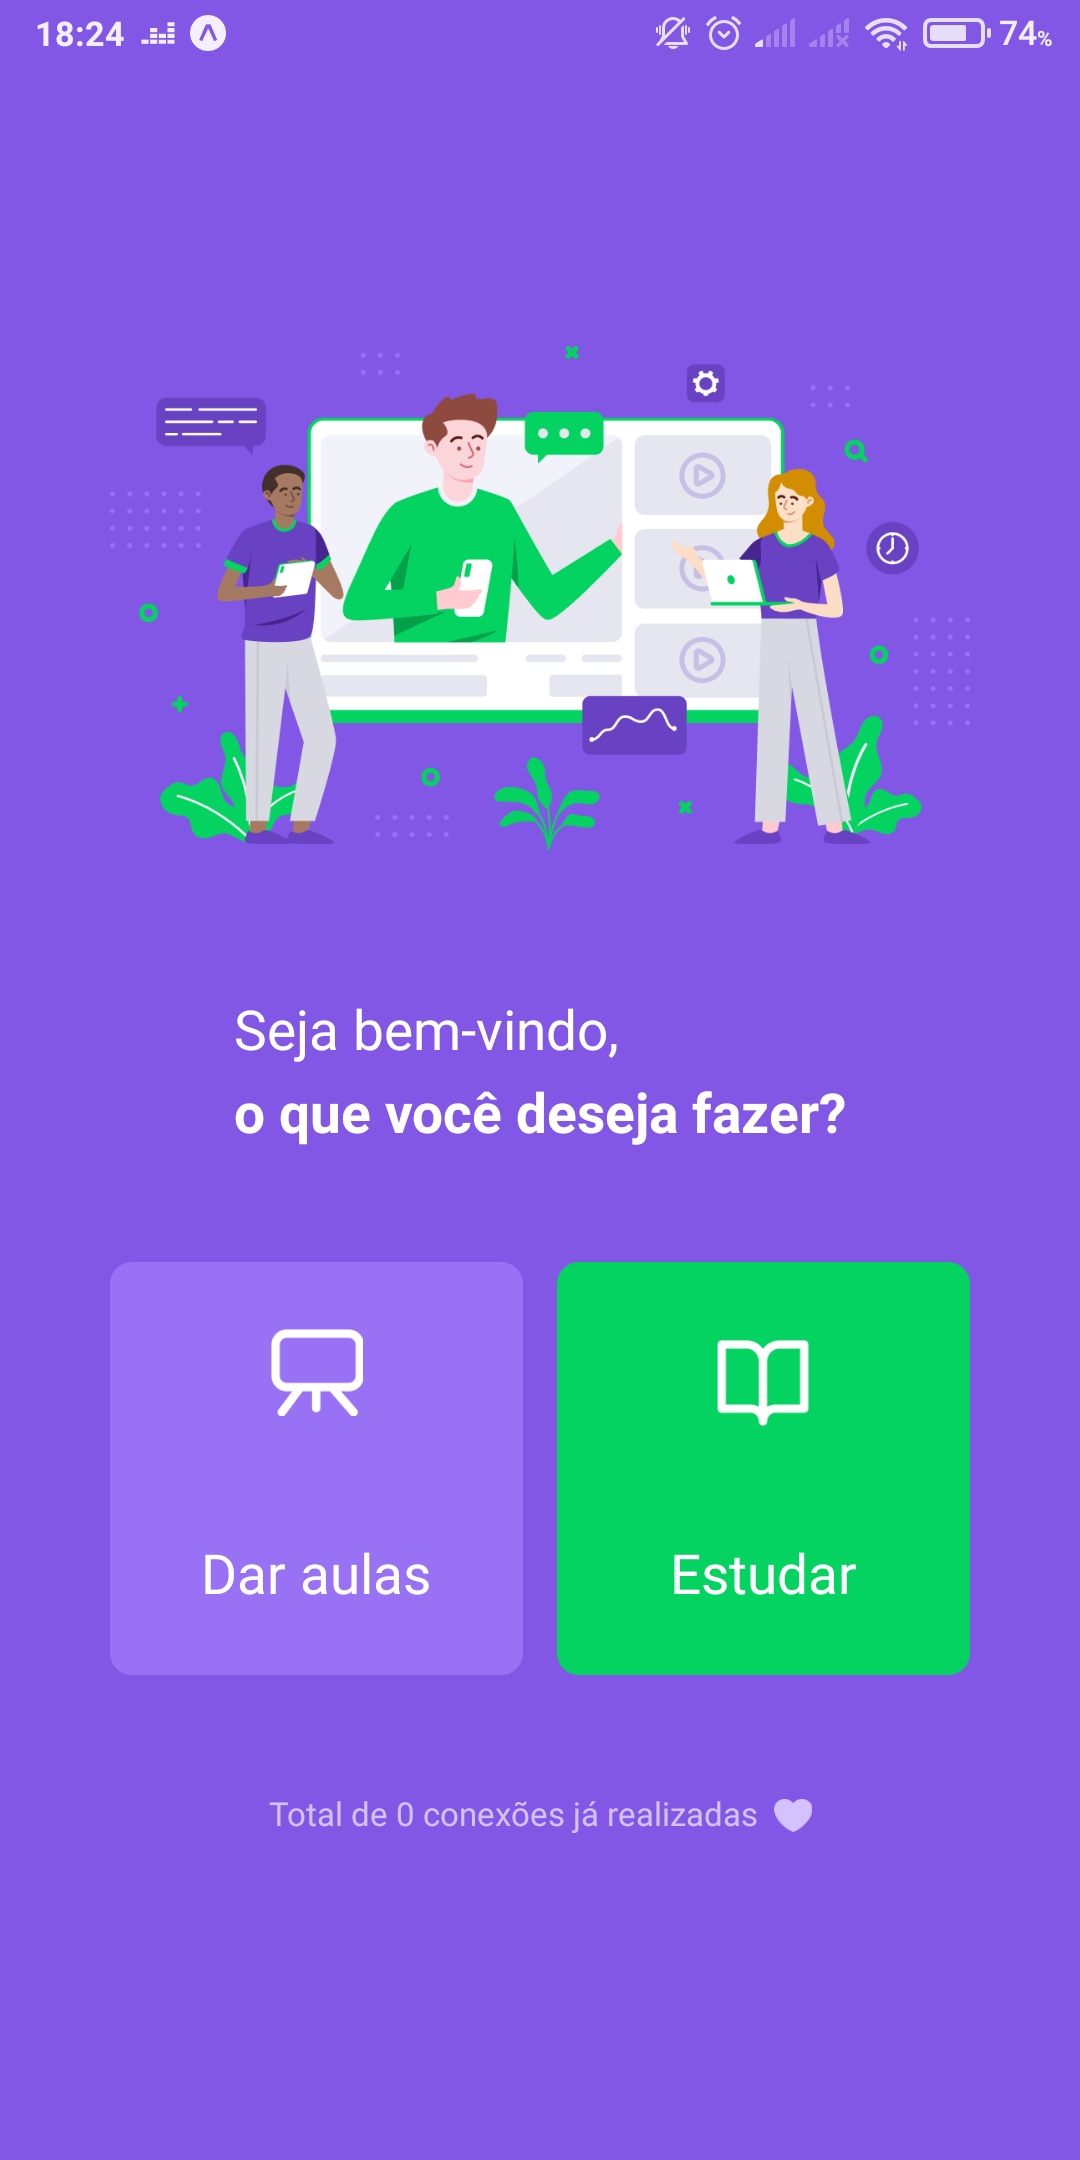 18:24
74%
Seja bem-vindo,
o que você deseja fazer?
Dar aulas
Estudar
Total de 0 conexões já realizadas